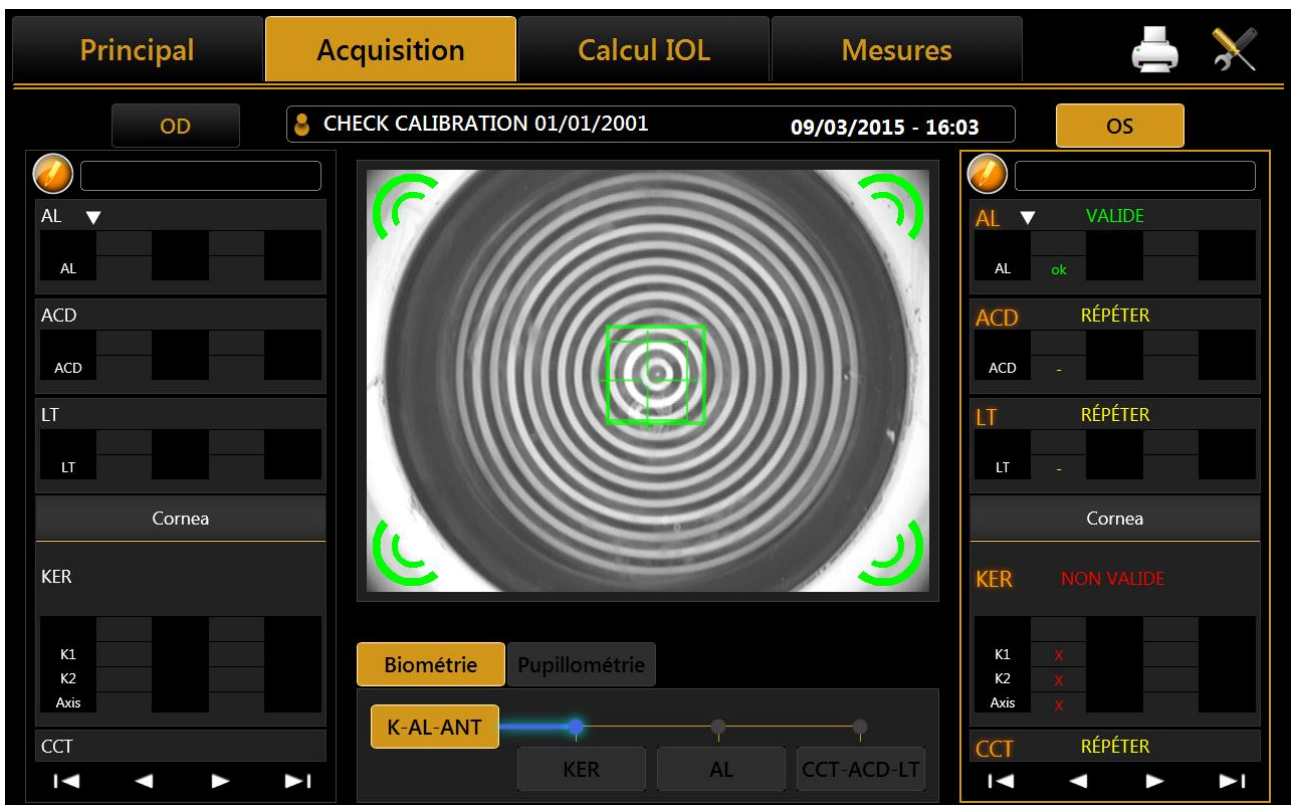 Principal Acquisition Calcul IOL Mesures
OD CHECK CALIBRATION 01/01/2001 09/03/2015 - 16:03 OS
AL
AL
ACD
ACD
LT
LT
Cornea
KER
K1
K2
Axis
CCT
Biométrie Pupillométrie
K-AL-ANT
KER AL CCT-ACD-LT
AL VALIDE
AL ok
ACD RÉPÉTER
ACD -
LT RÉPÉTER
LT -
Cornea
KER NON VALIDE
K1 X
K2 X
Axis X
CCT RÉPÉTER